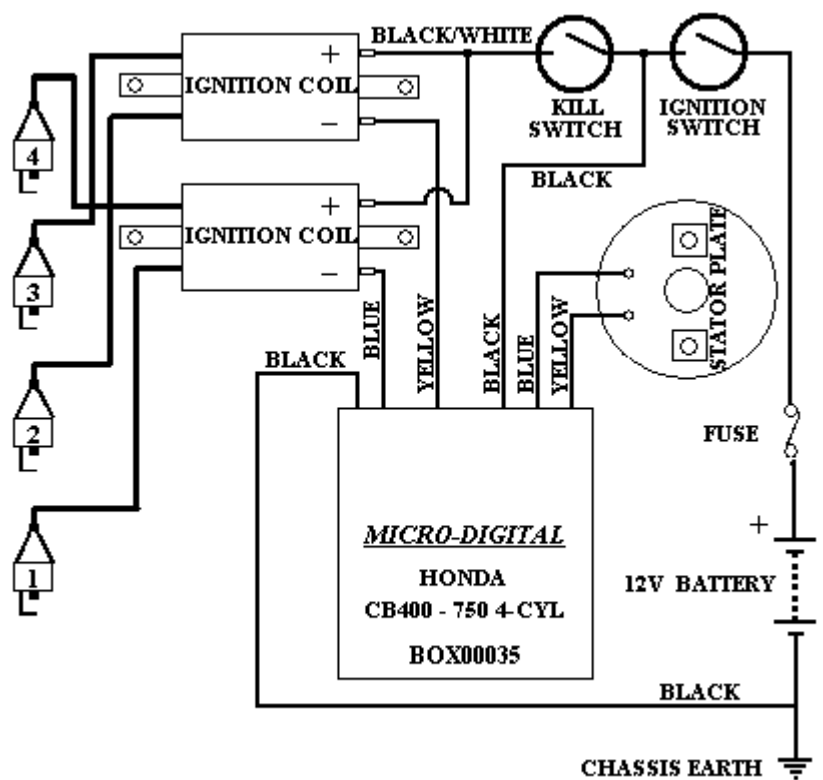 BLACK/WHITE
+
IGNITION COIL
−
KILL
SWITCH
IGNITION
SWITCH
4
BLACK
+
IGNITION COIL
−
3
STATOR PLATE
BLUE
YELLOW
BLACK
BLUE
YELLOW
BLACK
2
FUSE
MICRO-DIGITAL
HONDA
CB400 - 750 4-CYL
BOX00035
+
12V BATTERY
1
BLACK
CHASSIS EARTH